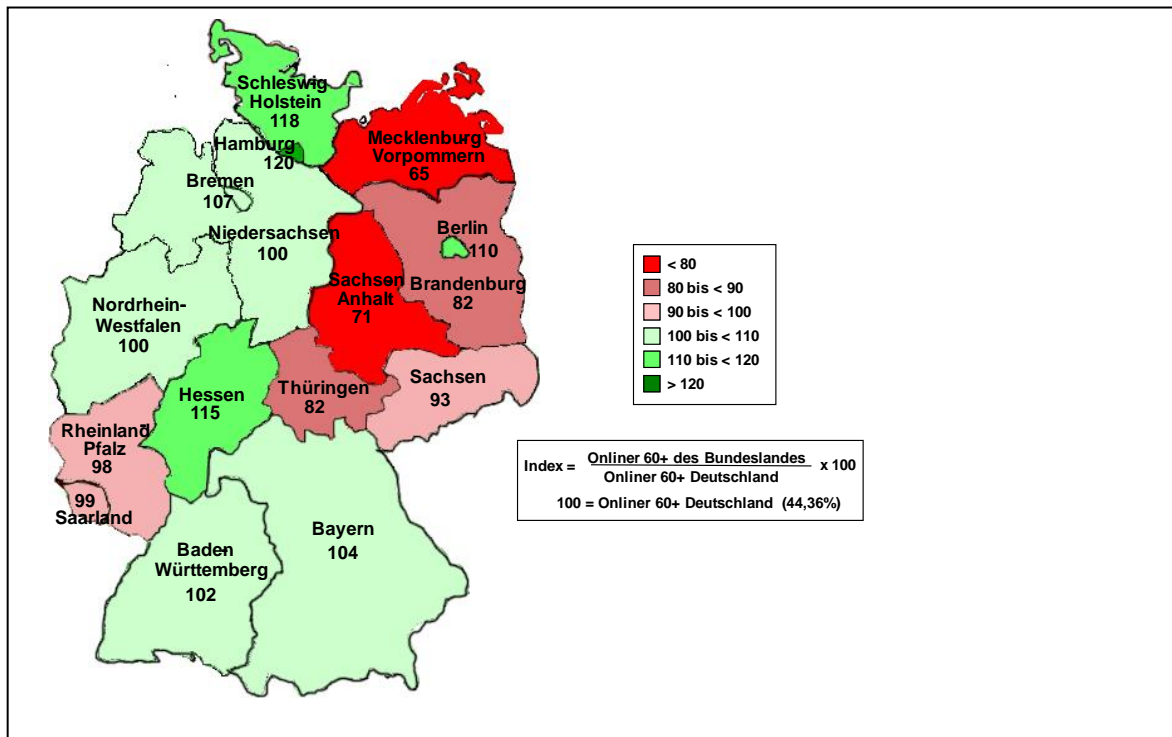 Schleswig
Holstein
118
Hamburg
120
Mecklenburg
Vorpommern
65
Bremen
107
Niedersachsen
100
Berlin
110
Sachsen
Anhalt
71
Brandenburg
82
Nordrhein-
Westfalen
100
Hessen
115
Thüringen
82
Sachsen
93
Rheinland
Pfalz
98
99
Saarland
Bayern
104
Baden
Württemberg
102
< 80
80 bis < 90
90 bis < 100
100 bis < 110
110 bis < 120
> 120
Index = Onliner 60+ des Bundeslandes x 100
Onliner 60+ Deutschland
100 = Onliner 60+ Deutschland (44,36%)